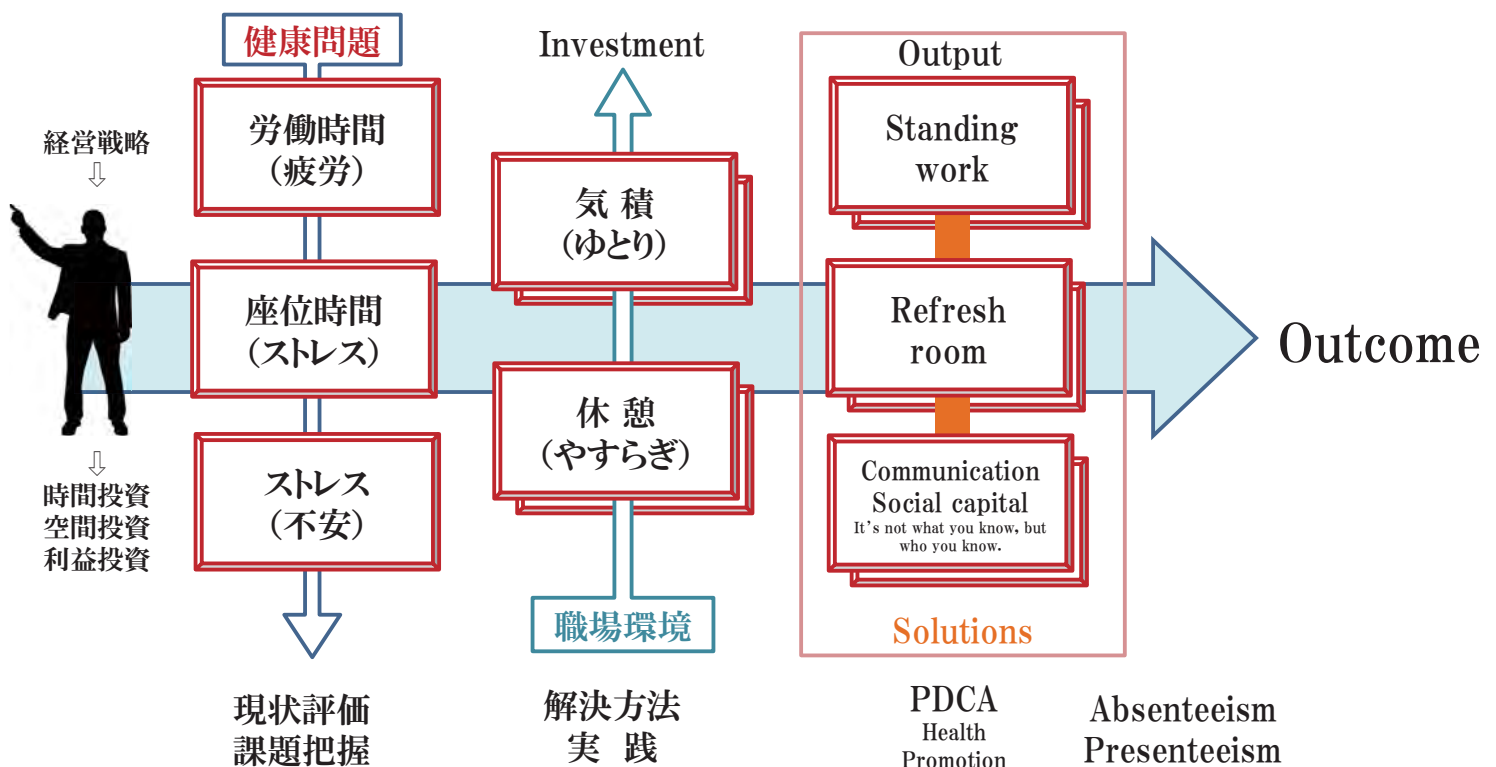 経営戦略
⇩
⇩
時間投資
空間投資
利益投資
健康問題
労働時間
（疲労）
座位時間
（ストレス）
ストレス
（不安）
現状評価
課題把握
Investment
気 積
（ゆとり）
休 憩
（やすらぎ）
職場環境
解決方法
実 践
Output
Standing
work
Refresh
room
Communication
Social capital
It’s not what you know, but
who you know.
Solutions
PDCA
Health
Promotion
Outcome
Absenteeism
Presenteeism